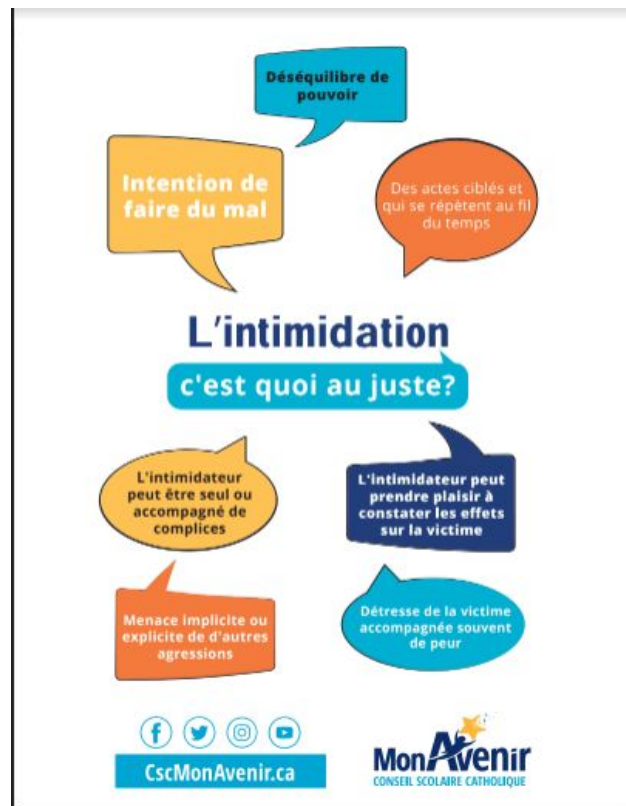 Déséquilibre de
pouvoir
Intention de
faire du mal
Des actes ciblés et
qui se répètent au fil
du temps
L'intimidation
c'est quoi au juste?
L'intimidateur
peut être seul ou
accompagné de
complices
L'intimidateur peut
prendre plaisir à
constater les effets
sur la victime
Menace implicite ou
explicite de d'autres
agressions
Détresse de la victime
accompagnée souvent
de peur
CscMonAvenir.ca
MonAvenir
CONSEIL SCOLAIRE CATHOLIQUE